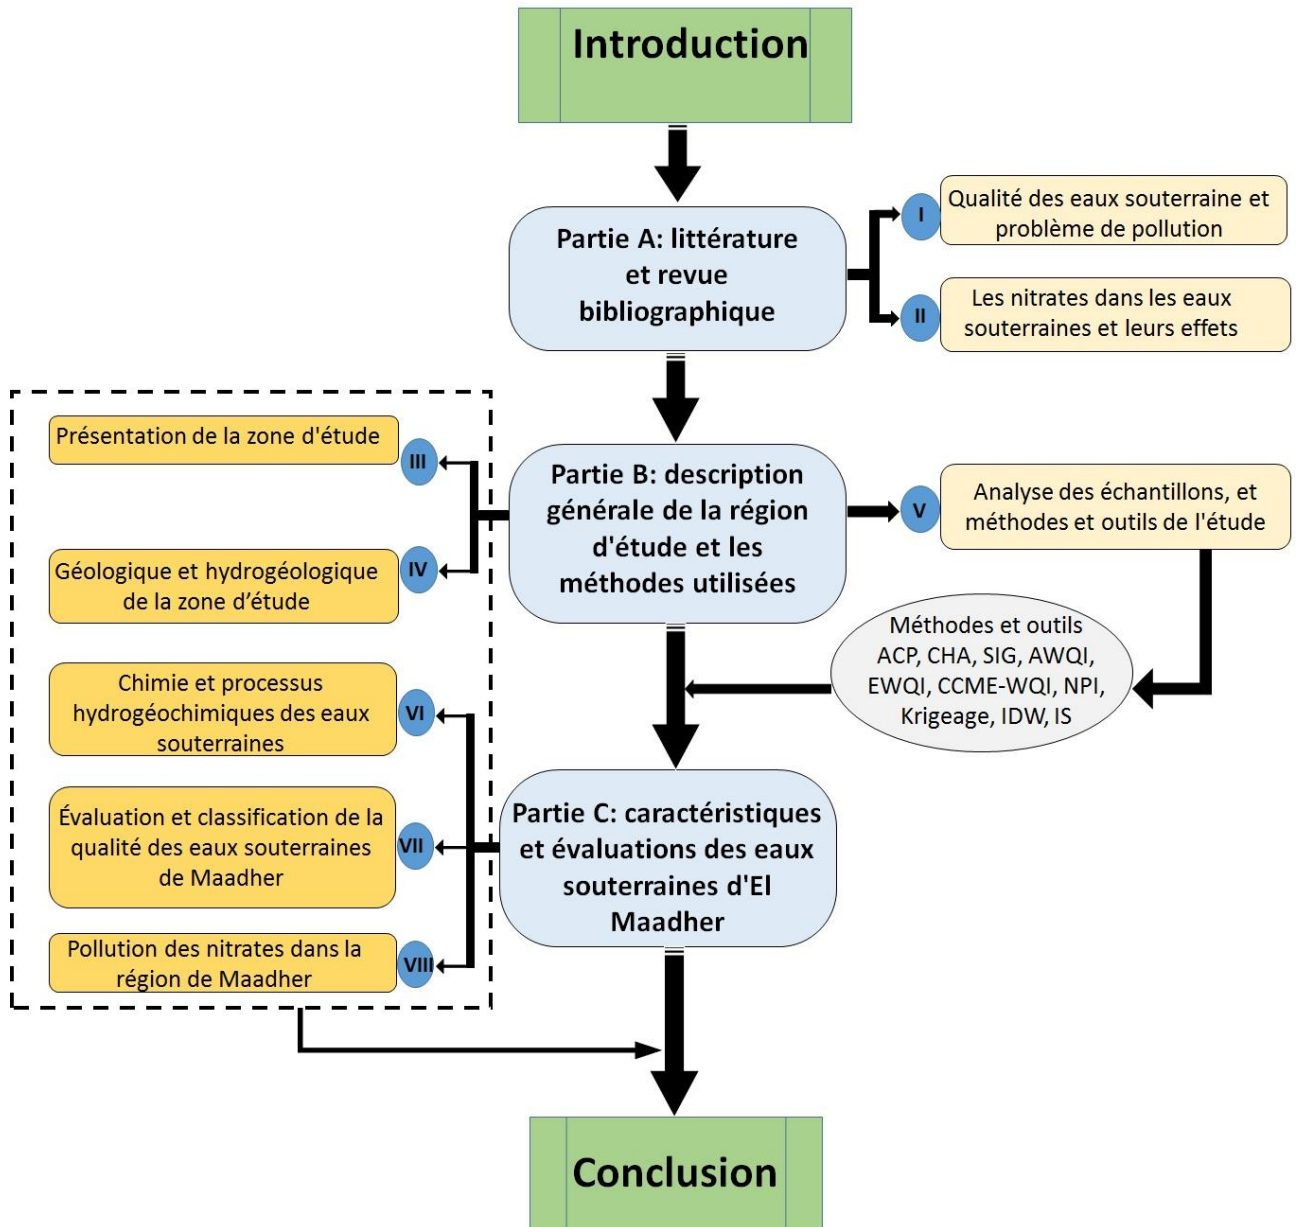 Introduction
Partie A: littérature
et revue
bibliographique
I
Qualité des eaux souterraine et
problème de pollution
II
Les nitrates dans les eaux
souterraines et leurs effets
Partie B: description
générale de la région
d'étude et les
méthodes utilisées
III
Présentation de la zone d'étude
IV
Géologique et hydrogéologique
de la zone d’étude
V
Analyse des échantillons, et
méthodes et outils de l'étude
Méthodes et outils
ACP, CHA, SIG, AWQI,
EWQI, CCME-WQI, NPI,
Krigeage, IDW, IS
Partie C: caractéristiques
et évaluations des eaux
souterraines d'El
Maadher
VI
Chimie et processus
hydrogéochimiques des eaux
souterraines
VII
Évaluation et classification de la
qualité des eaux souterraines
de Maadher
VIII
Pollution des nitrates dans la
région de Maadher
Conclusion